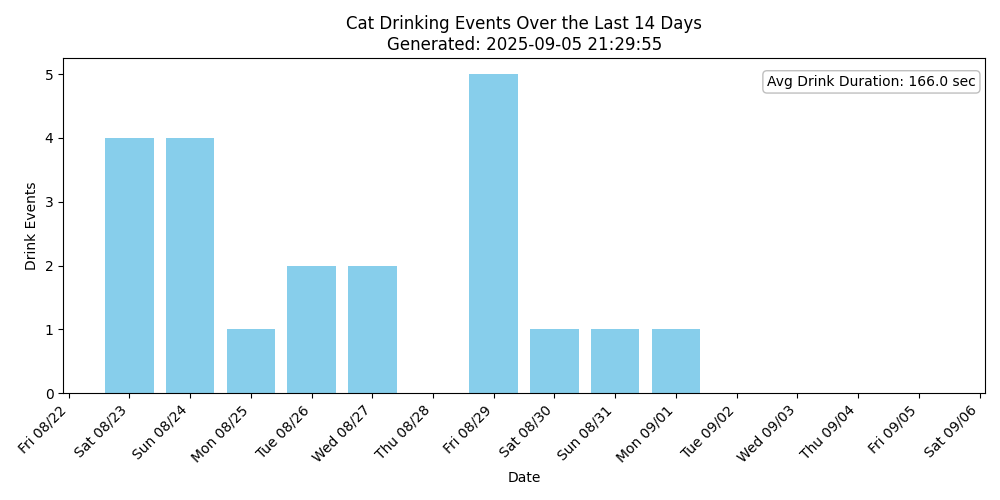 Cat Drinking Events Over the Last 14 Days
Generated: 2025-09-05 21:29:55
Avg Drink Duration: 166.0 sec
Drink Events
5
4
3
2
1
0
Fri 08/22
Sat 08/23
Sun 08/24
Mon 08/25
Tue 08/26
Wed 08/27
Thu 08/28
Fri 08/29
Sat 08/30
Sun 08/31
Mon 09/01
Tue 09/02
Wed 09/03
Thu 09/04
Fri 09/05
Sat 09/06
Date